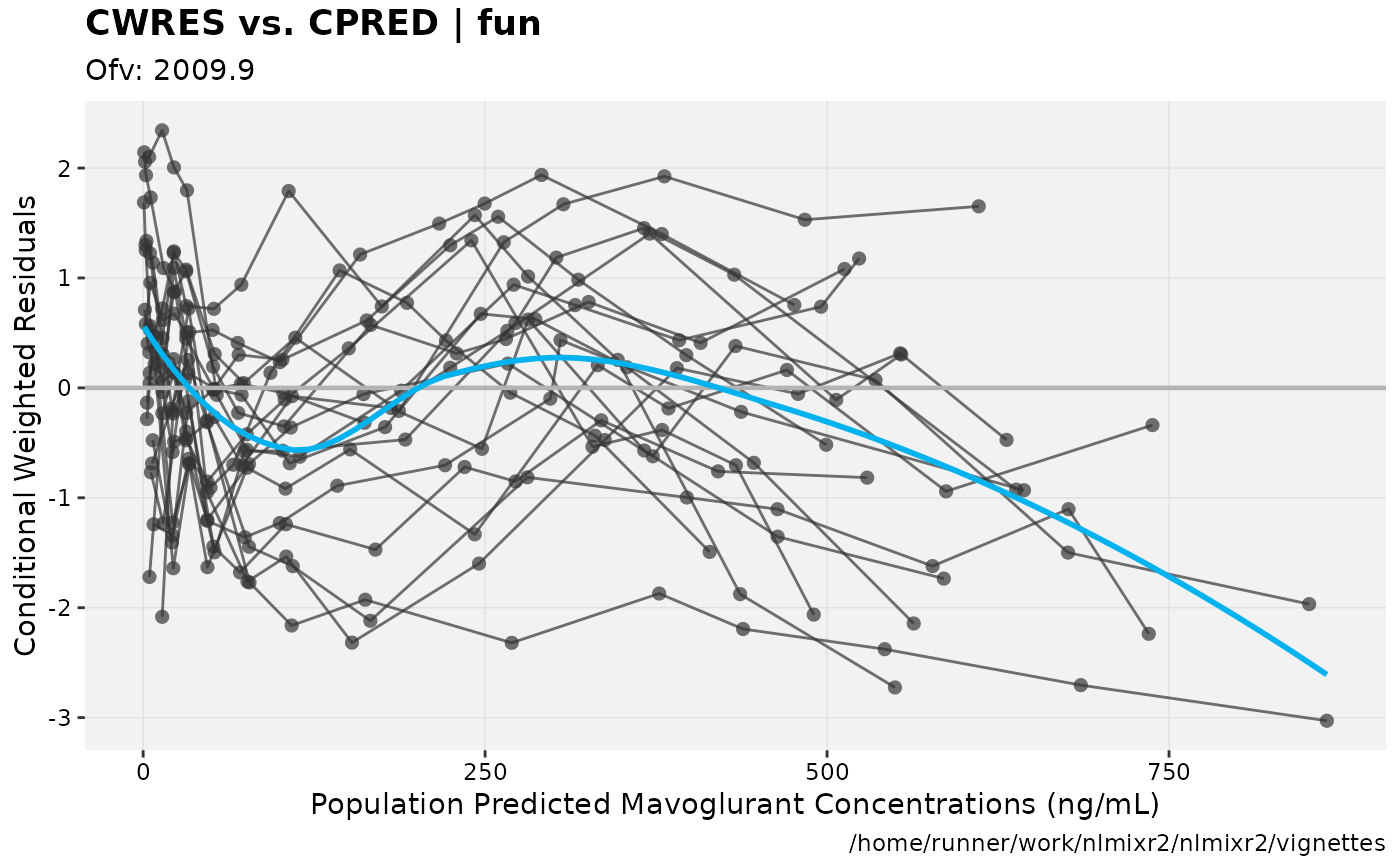 CWRES vs. CPRED | fun
Ofv: 2009.9
Conditional Weighted Residuals
2
1
0
-1
-2
-3
0 250 500 750
Population Predicted Mavoglurant Concentrations (ng/mL)
/home/runner/work/nlmixr2/nlmixr2/vignettes